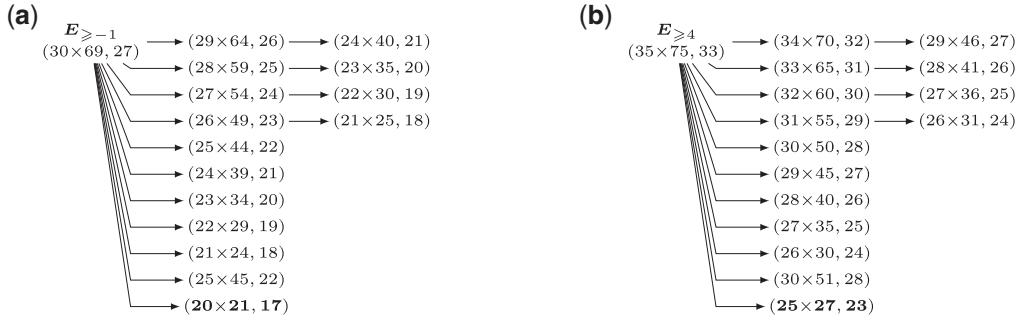 (a)
E⩾−1
(30×69, 27)
(29×64, 26) (24×40, 21)
(28×59, 25) (23×35, 20)
(27×54, 24) (22×30, 19)
(26×49, 23) (21×25, 18)
(25×44, 22)
(24×39, 21)
(23×34, 20)
(22×29, 19)
(21×24, 18)
(25×45, 22)
(20×21, 17)
(b)
E⩾4
(35×75, 33)
(34×70, 32) (29×46, 27)
(33×65, 31) (28×41, 26)
(32×60, 30) (27×36, 25)
(31×55, 29) (26×31, 24)
(30×50, 28)
(29×45, 27)
(28×40, 26)
(27×35, 25)
(26×30, 24)
(30×51, 28)
(25×27, 23)